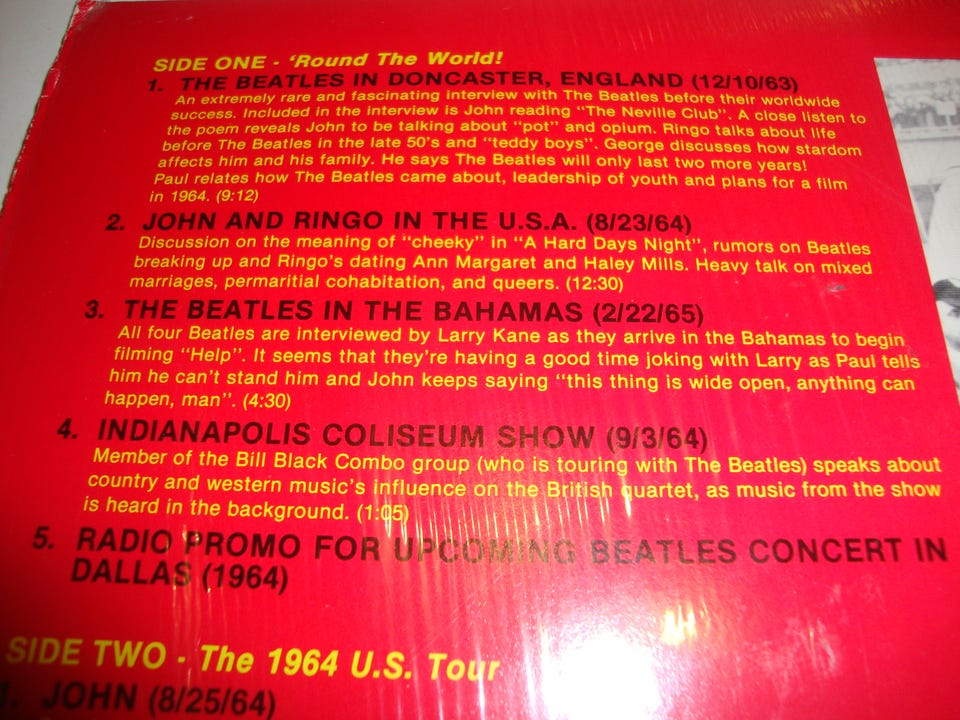 SIDE ONE - 'Round The World!
1. THE BEATLES IN DONCASTER, ENGLAND (12/10/63)
An extremely rare and fascinating interview with The Beatles before their worldwide
success. Included in the interview is John reading "The Neville Club". A close listen to
the poem reveals John to be talking about "pot" and opium. Ringo talks about life
before The Beatles in the late 50's and "teddy boys". George discusses how stardom
affects him and his family. He says The Beatles will only last two more years!
Paul relates how The Beatles came about, leadership of youth and plans for a film
in 1964. (9:12)
2. JOHN AND RINGO IN THE U.S.A. (8/23/64)
Discussion on the meaning of "cheeky" in "A Hard Days Night", rumors on Beatles
breaking up and Ringo's dating Ann Margaret and Haley Mills. Heavy talk on mixed
marriages, permaritial cohabitation, and queers. (12:30)
3. THE BEATLES IN THE BAHAMAS (2/22/65)
All four Beatles are interviewed by Larry Kane as they arrive in the Bahamas to begin
filming "Help". It seems that they're having a good time joking with Larry as Paul tells
him he can't stand him and John keeps saying "this thing is wide open, anything can
happen, man". (4:30)
4. INDIANAPOLIS COLISEUM SHOW (9/3/64)
Member of the Bill Black Combo group (who is touring with The Beatles) speaks about
country and western music's influence on the British quartet, as music from the show
is heard in the background. (1:05)
5. RADIO PROMO FOR UPCOMING BEATLES CONCERT IN
DALLAS (1964)
SIDE TWO - The 1964 U.S. Tour
1. JOHN (8/25/64)